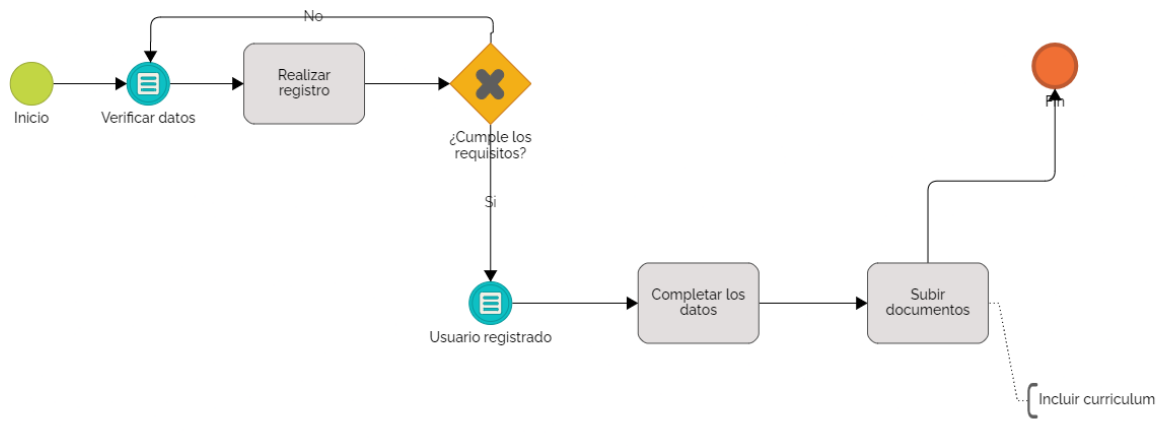 No
Inicio
Verificar datos
Realizar
registro
¿Cumple los
requisitos?
Si
Fin
Usuario registrado
Completar los
datos
Subir
documentos
Incluir curriculum